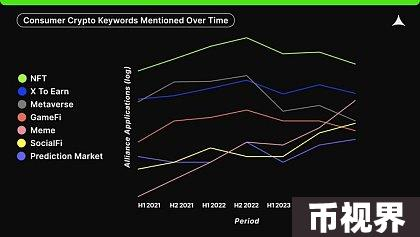 Consumer Crypto Keywords Mentioned Over Time
NFT
X To Earn
Metaverse
GameFi
Meme
SocialFi
Prediction Market
Alliance Applications (log)
H1 2021
H2 2021
H1 2022
H2 2022
H1 2023
Period
币视界